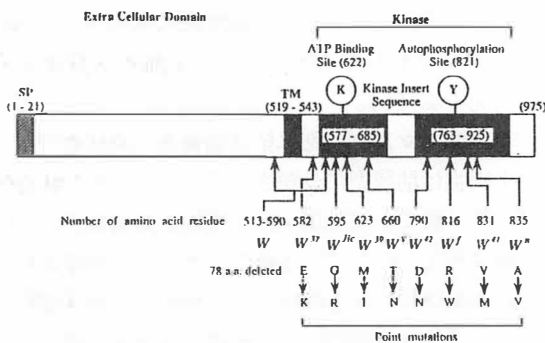 Extra Cellular Domain
Kinase
ATP Binding Site (622)
Autophosphorylation Site (821)
SP
(1 - 21)
TM
(519 - 543)
K
Kinase Insert Sequence
Y
(975)
(577 - 685)
(763 - 925)
Number of amino acid residue 513-590 582 595 623 660 790 816 831 835
W W37 Wjic W39 Wv W42 Wf W41 Wn
78 a.a. deleted E M T D R V A
K R I N N W M V
Point mutations